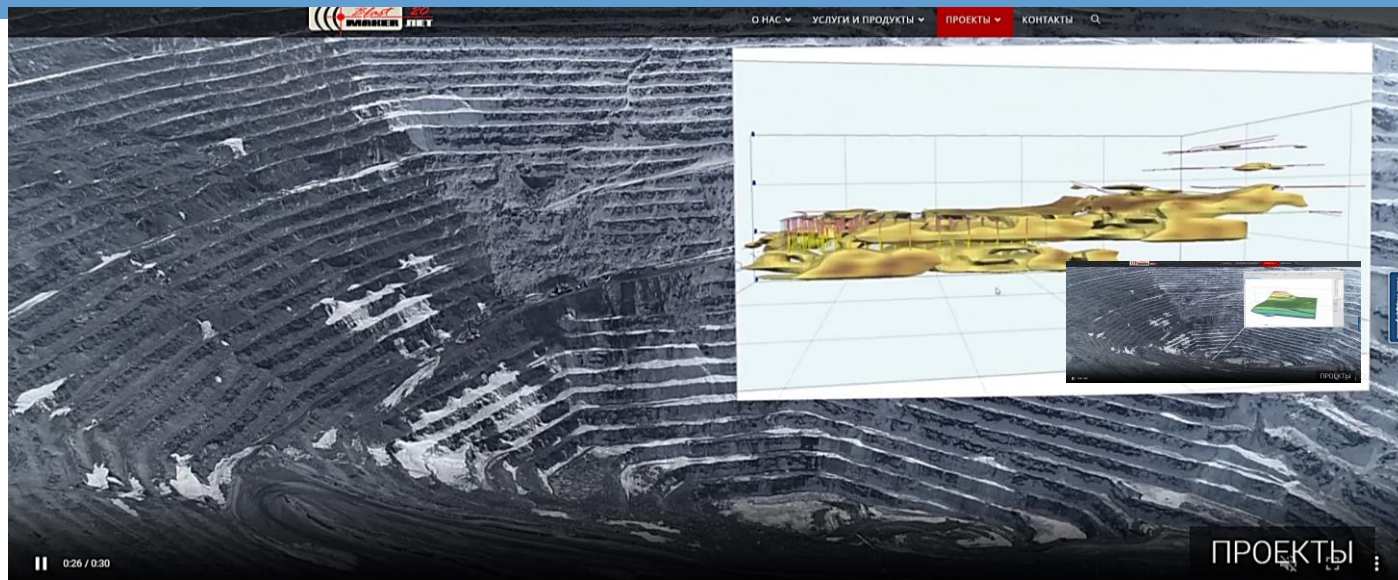 Blast 20
MAKER ЛЕТ
О НАС
УСЛУГИ И ПРОДУКТЫ
ПРОЕКТЫ
КОНТАКТЫ
ПРОЕКТЫ
0:26 / 0:30
ПРОЕКТЫ